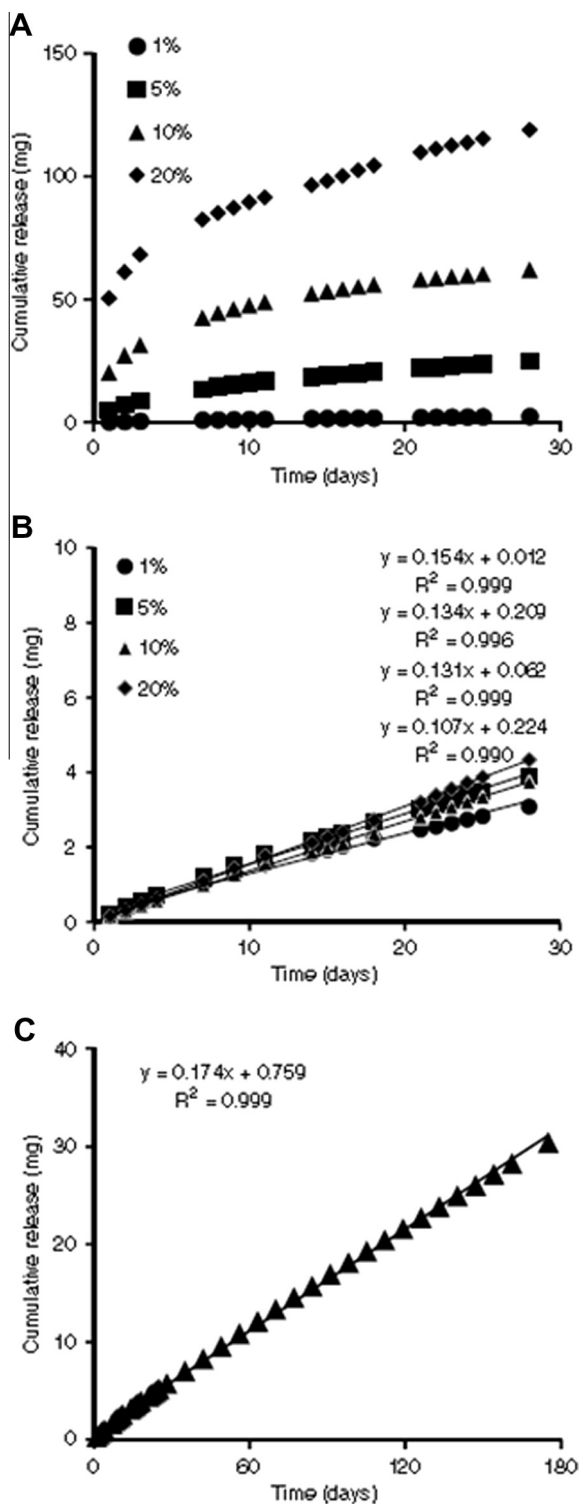 A
150
100
50
0
Cumulative release (mg)
1%
5%
10%
20%
0 10 20 30
Time (days)
B
10
8
6
4
2
0
Cumulative release (mg)
1%
5%
10%
20%
y = 0.154x + 0.012
R² = 0.999
y = 0.134x + 0.209
R² = 0.996
y = 0.131x + 0.062
R² = 0.999
y = 0.107x + 0.224
R² = 0.990
0 10 20 30
Time (days)
C
40
30
20
10
0
Cumulative release (mg)
y = 0.174x + 0.759
R² = 0.999
0 60 120 180
Time (days)